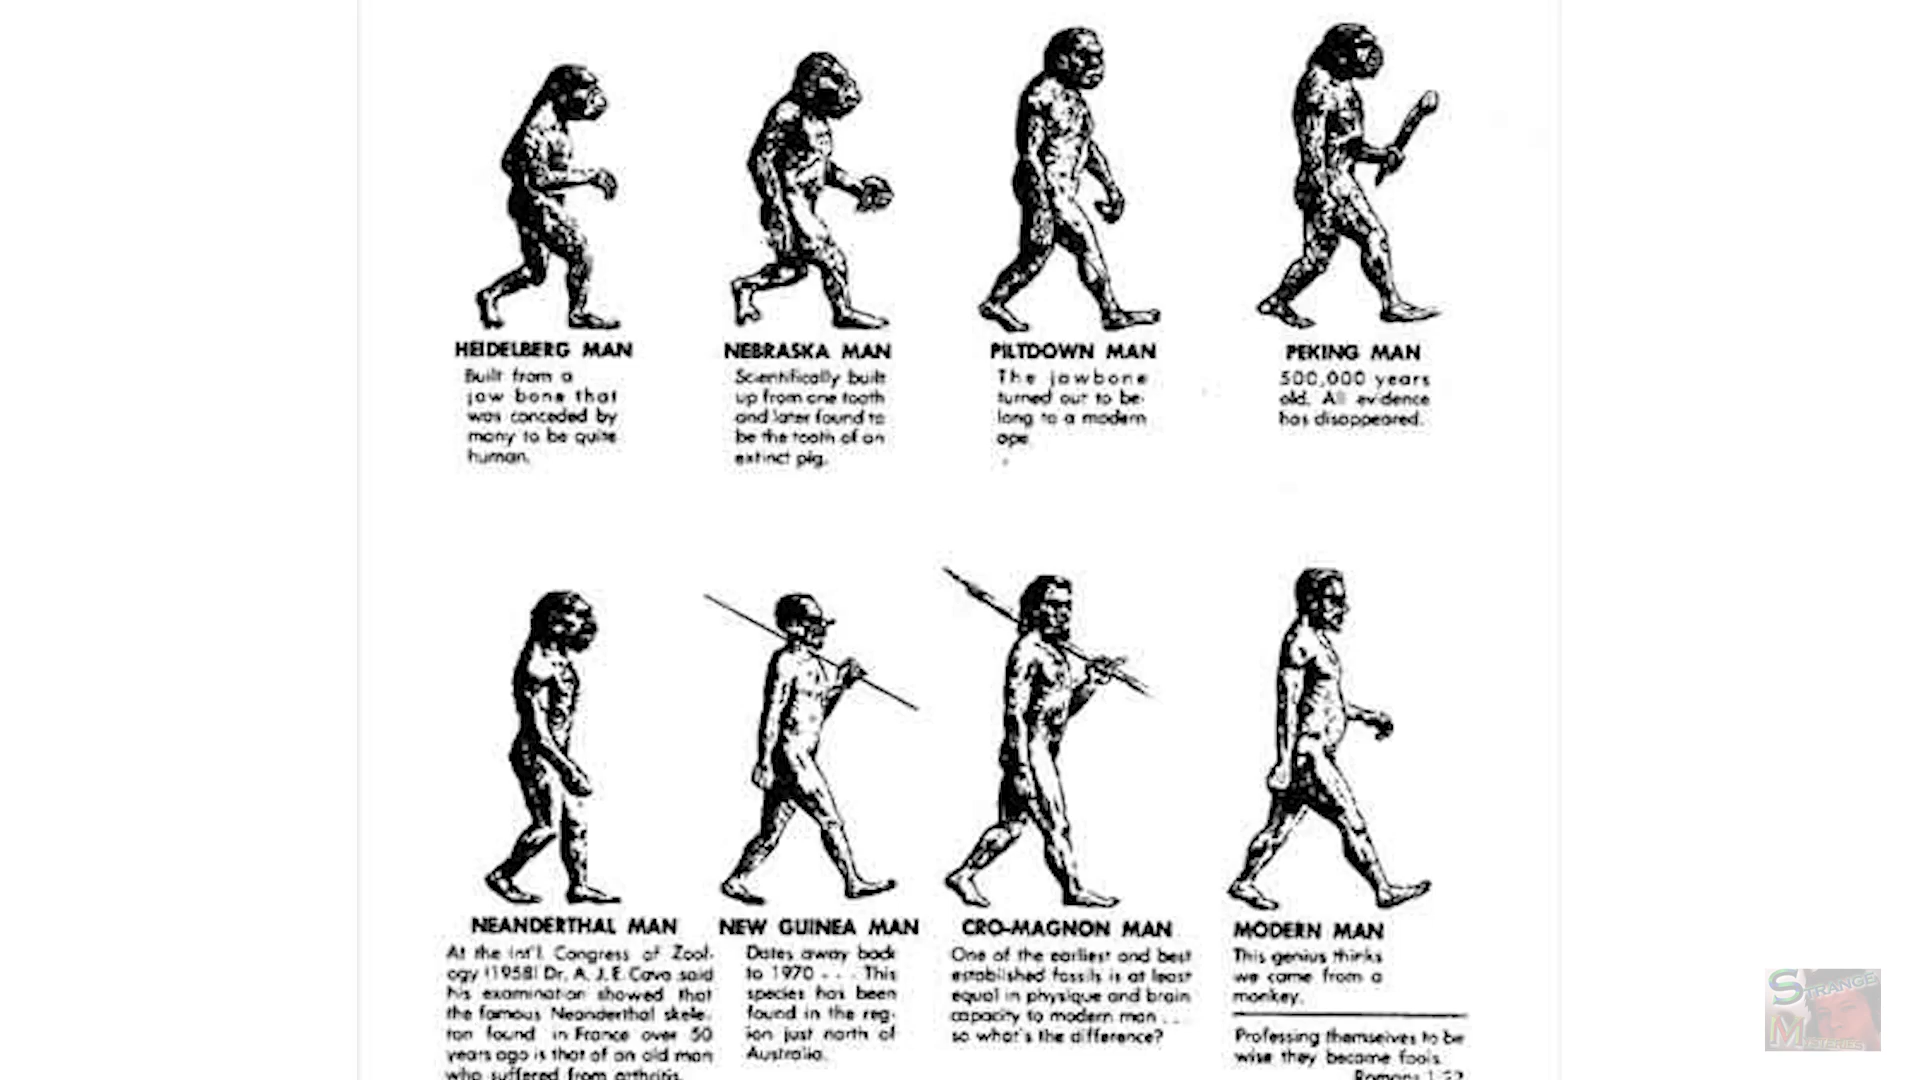 HEIDELBERG MAN
Built from a
jaw bone that
was conceded by
many to be quite
human.
NEBRASKA MAN
Scientifically built
up from one tooth
and later found to
be the tooth of an
extinct pig.
PILTDOWN MAN
The jawbone
turned out to be-
long to a modern
ape
PEKING MAN
500,000 years
old. All evidence
has disappeared.
NEANDERTHAL MAN
At the Int'l. Congress of Zool-
ogy (1958) Dr. A. J. E. Cave said
his examination showed that
the famous Neanderthal skele-
ton found in France over 50
years ago is that of an old man
who suffered from arthritis.
NEW GUINEA MAN
Dates away back
to 1970 . . . This
species has been
found in the reg-
ion just north of
Australia.
CRO-MAGNON MAN
One of the earliest and best
established fossils is at least
equal in physique and brain
capacity to modern man . . .
so what's the difference?
MODERN MAN
This genius thinks
we came from a
monkey.
Professing themselves to be
wise they became fools.
Romans 1:22
STRANGE
MYSTERIES